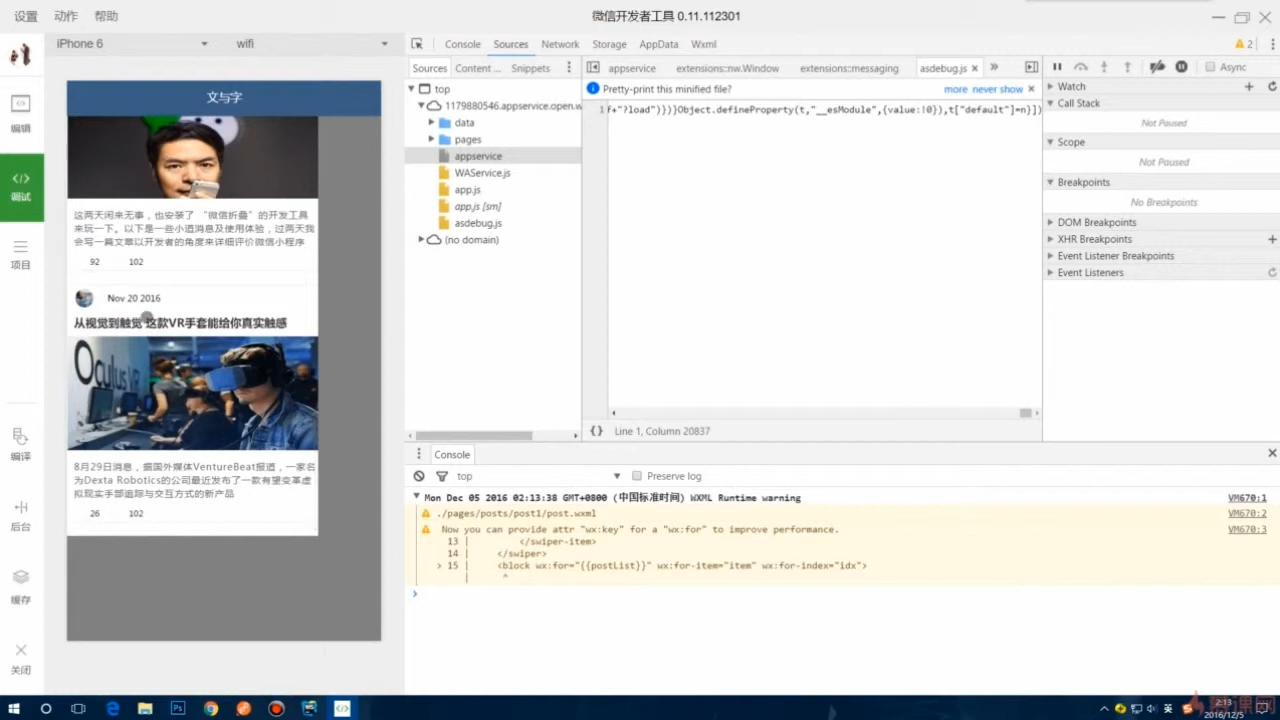 设置 动作 帮助
微信开发者工具 0.11.112301
iPhone 6
wifi
编辑
调试
项目
编译
后台
缓存
关闭
文与字
这两天闲来无事,也安装了 “微信折叠”的开发工具
来玩一下。以下是一些小道消息及使用体验,过两天我
会写一篇文章以开发者的角度来详细评价微信小程序
92 102
Nov 20 2016
从视觉到触觉 这款VR手套能给你真实触感
Oculus VR
8月29日消息,据国外媒体VentureBeat报道,一家名
为Dexta Robotics的公司最近发布了一款有望变革虚
拟现实手部追踪与交互方式的新产品
26 102
Console Sources Network Storage AppData Wxml
2
Sources Content ... Snippets
top
1179880546.appservice.open.w
data
pages
appservice
WAService.js
app.js
app.js [sm]
asdebug.js
(no domain)
appservice extensions::nw.Window extensions::messaging asdebug.js
Pretty-print this minified file? more never show
1 f+"?load")}))}Object.defineProperty(t,"__esModule",{value:!0}),t["default"]=n}])
{} Line 1, Column 20837
Async
Watch
Call Stack
Not Paused
Scope
Not Paused
Breakpoints
No Breakpoints
DOM Breakpoints
XHR Breakpoints
Event Listener Breakpoints
Event Listeners
Console
top Preserve log
Mon Dec 05 2016 02:13:38 GMT+0800 (中国标准时间) WXML Runtime warning VM670:1
./pages/posts/post1/post.wxml VM670:2
Now you can provide attr "wx:key" for a "wx:for" to improve performance. VM670:3
13 | </swiper-item>
14 | </swiper>
> 15 | <block wx:for="{{postList}}" wx:for-item="item" wx:for-index="idx">
| ^
英
2:13
2016/12/5
慕课网